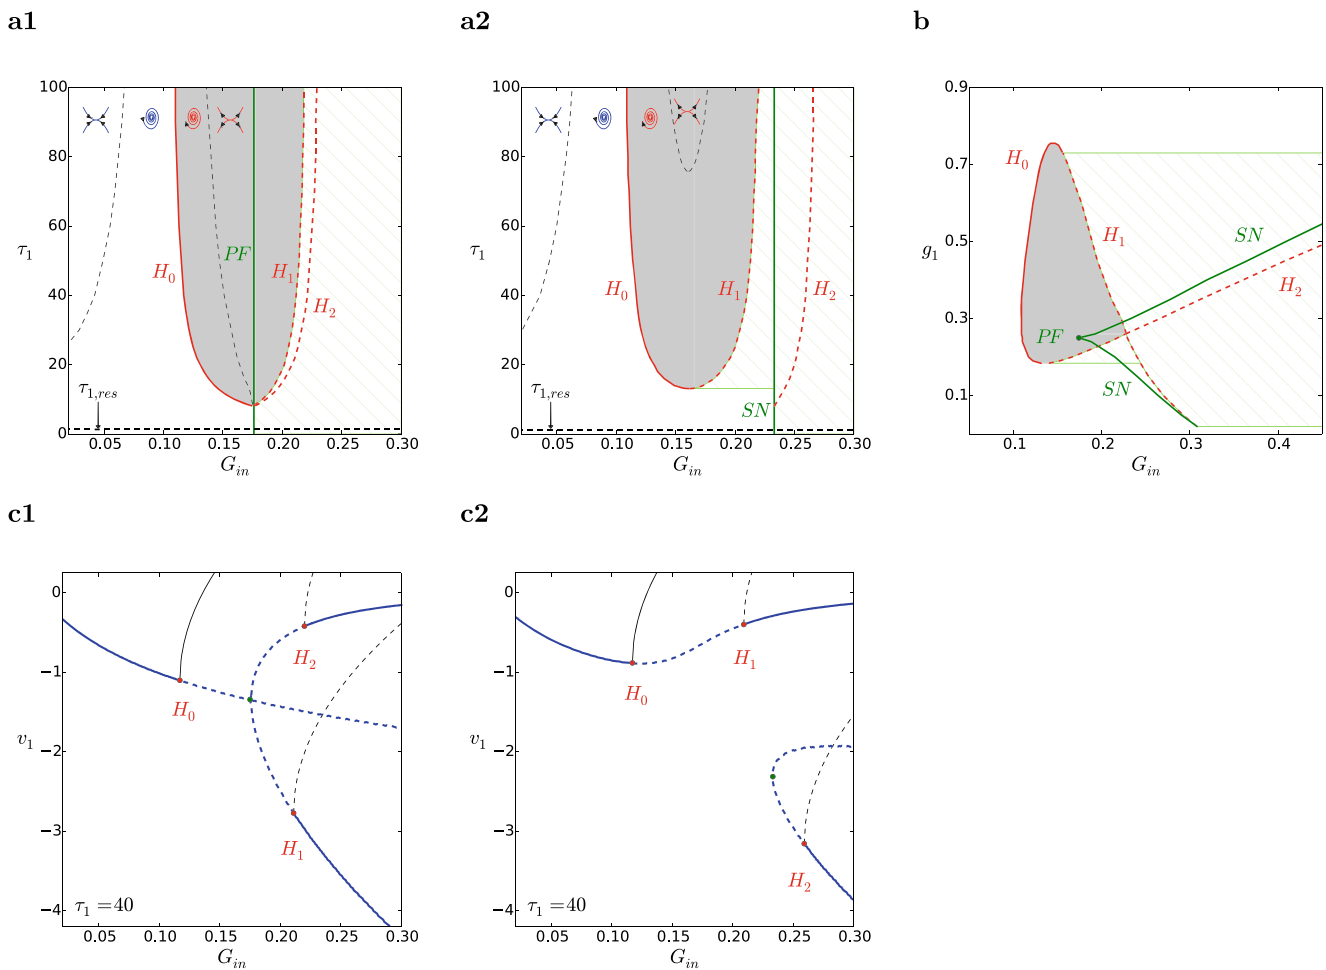 a1
100
80
60
40
20
0
τ₁
0.05
0.10
0.15
0.20
0.25
0.30
G_in
H₀
PF
H₁
H₂
τ₁,res
a2
100
80
60
40
20
0
τ₁
0.05
0.10
0.15
0.20
0.25
0.30
G_in
H₀
H₁
H₂
SN
τ₁,res
b
0.9
0.7
0.5
0.3
0.1
g₁
0.1
0.2
0.3
0.4
G_in
H₀
H₁
SN
H₂
PF
SN
c1
0
−1
−2
−3
−4
v₁
0.05
0.10
0.15
0.20
0.25
0.30
G_in
H₀
H₂
H₁
τ₁ =40
c2
0
−1
−2
−3
−4
v₁
0.05
0.10
0.15
0.20
0.25
0.30
G_in
H₀
H₁
H₂
τ₁ =40